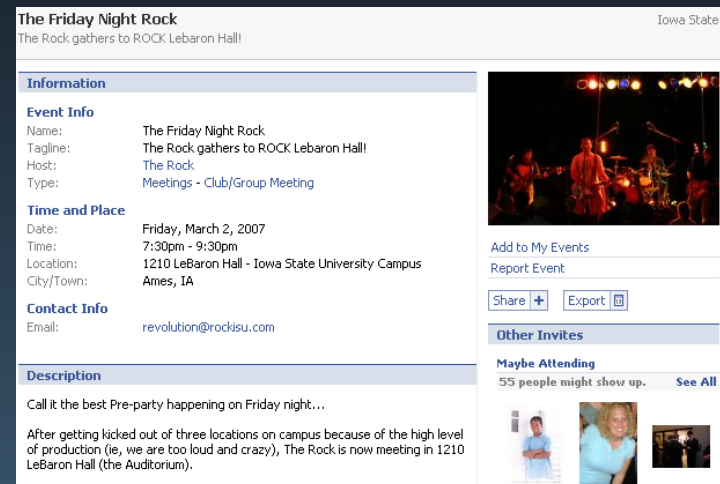 The Friday Night Rock
Iowa State
The Rock gathers to ROCK Lebaron Hall!
Information
Event Info
Name: The Friday Night Rock
Tagline: The Rock gathers to ROCK Lebaron Hall!
Host: The Rock
Type: Meetings - Club/Group Meeting
Time and Place
Date: Friday, March 2, 2007
Time: 7:30pm - 9:30pm
Location: 1210 LeBaron Hall - Iowa State University Campus
City/Town: Ames, IA
Contact Info
Email: revolution@rockisu.com
Description
Call it the best Pre-party happening on Friday night...
After getting kicked out of three locations on campus because of the high level
of production (ie, we are too loud and crazy), The Rock is now meeting in 1210
LeBaron Hall (the Auditorium).
Add to My Events
Report Event
Share +
Export
Other Invites
Maybe Attending
55 people might show up. See All